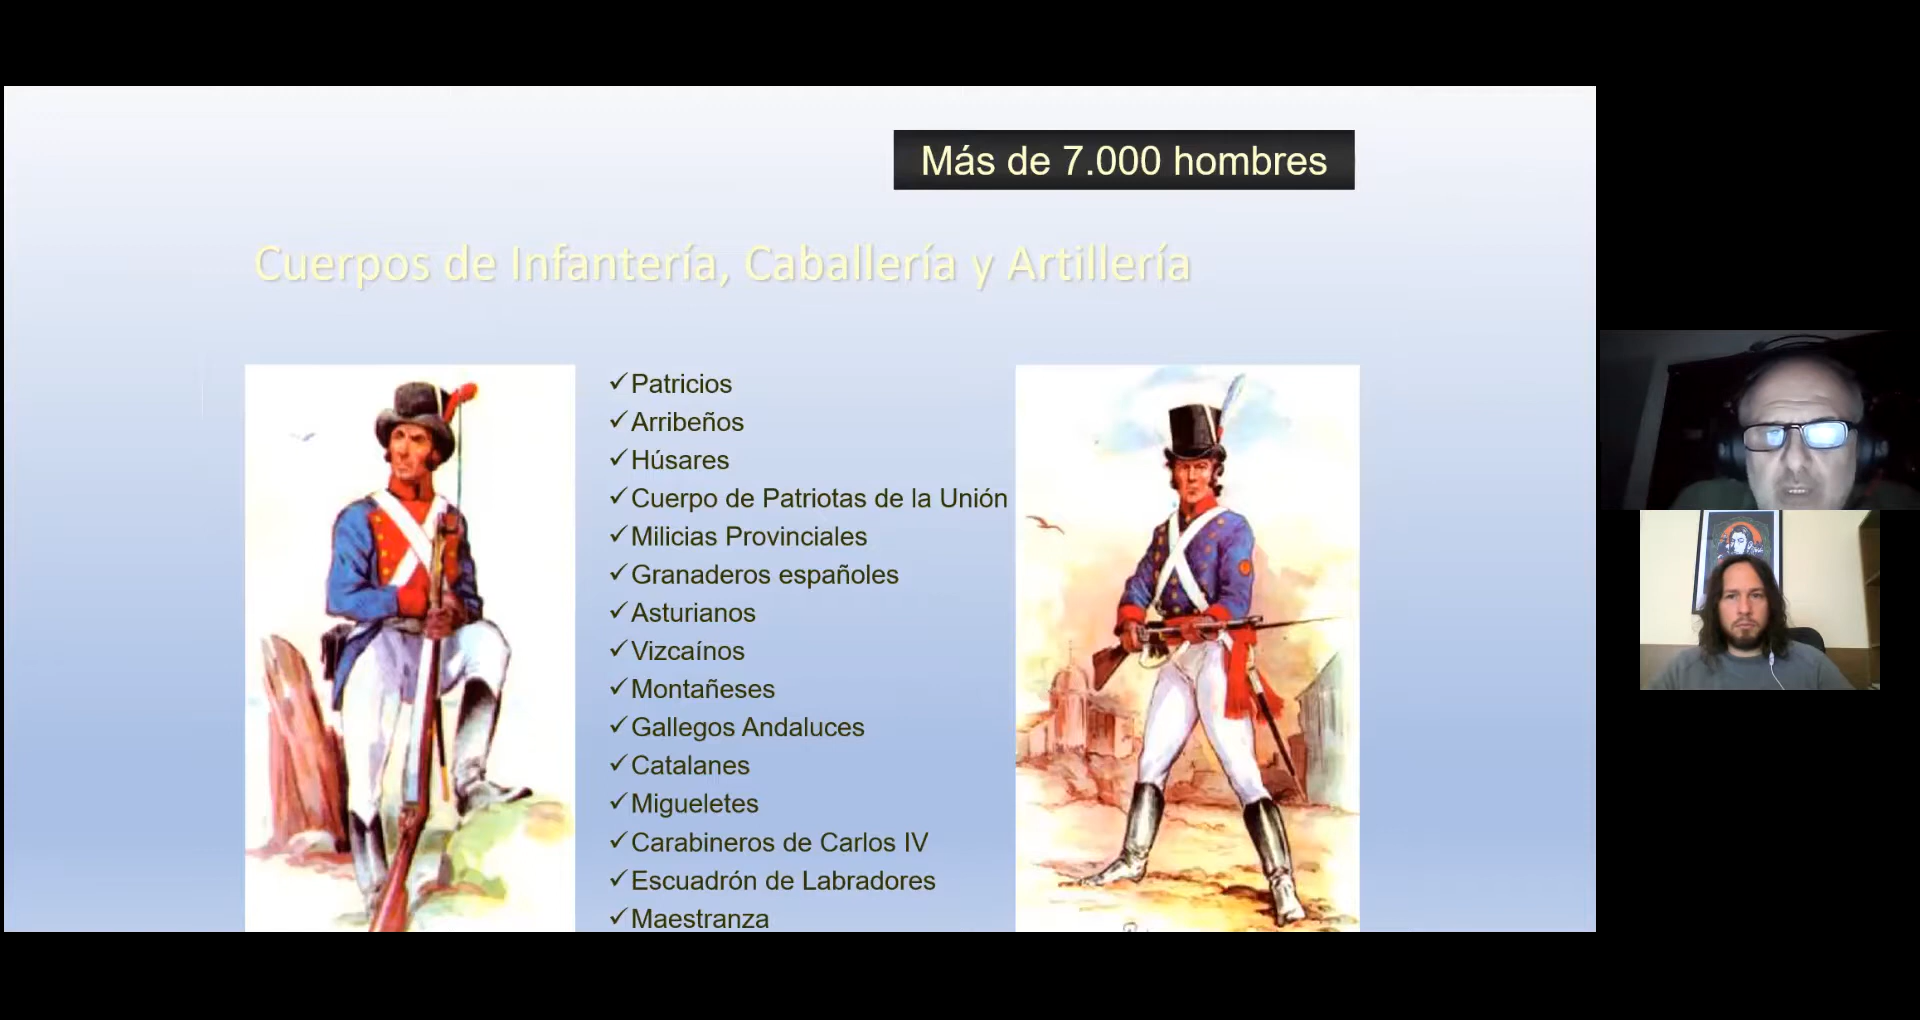 Más de 7.000 hombres
Cuerpos de Infantería, Caballería y Artillería
✓Patricios
✓Arribeños
✓Húsares
✓Cuerpo de Patriotas de la Unión
✓Milicias Provinciales
✓Granaderos españoles
✓Asturianos
✓Vizcaínos
✓Montañeses
✓Gallegos Andaluces
✓Catalanes
✓Migueletes
✓Carabineros de Carlos IV
✓Escuadrón de Labradores
✓Maestranza